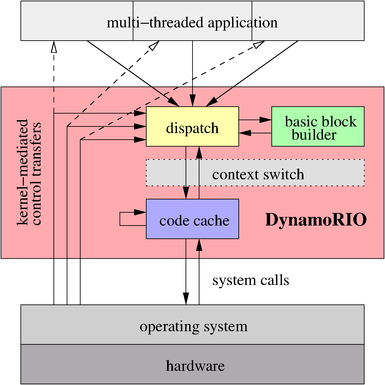 multi-threaded application
dispatch
basic block
builder
kernel-mediated
control transfers
context switch
code cache
DynamoRIO
system calls
operating system
hardware